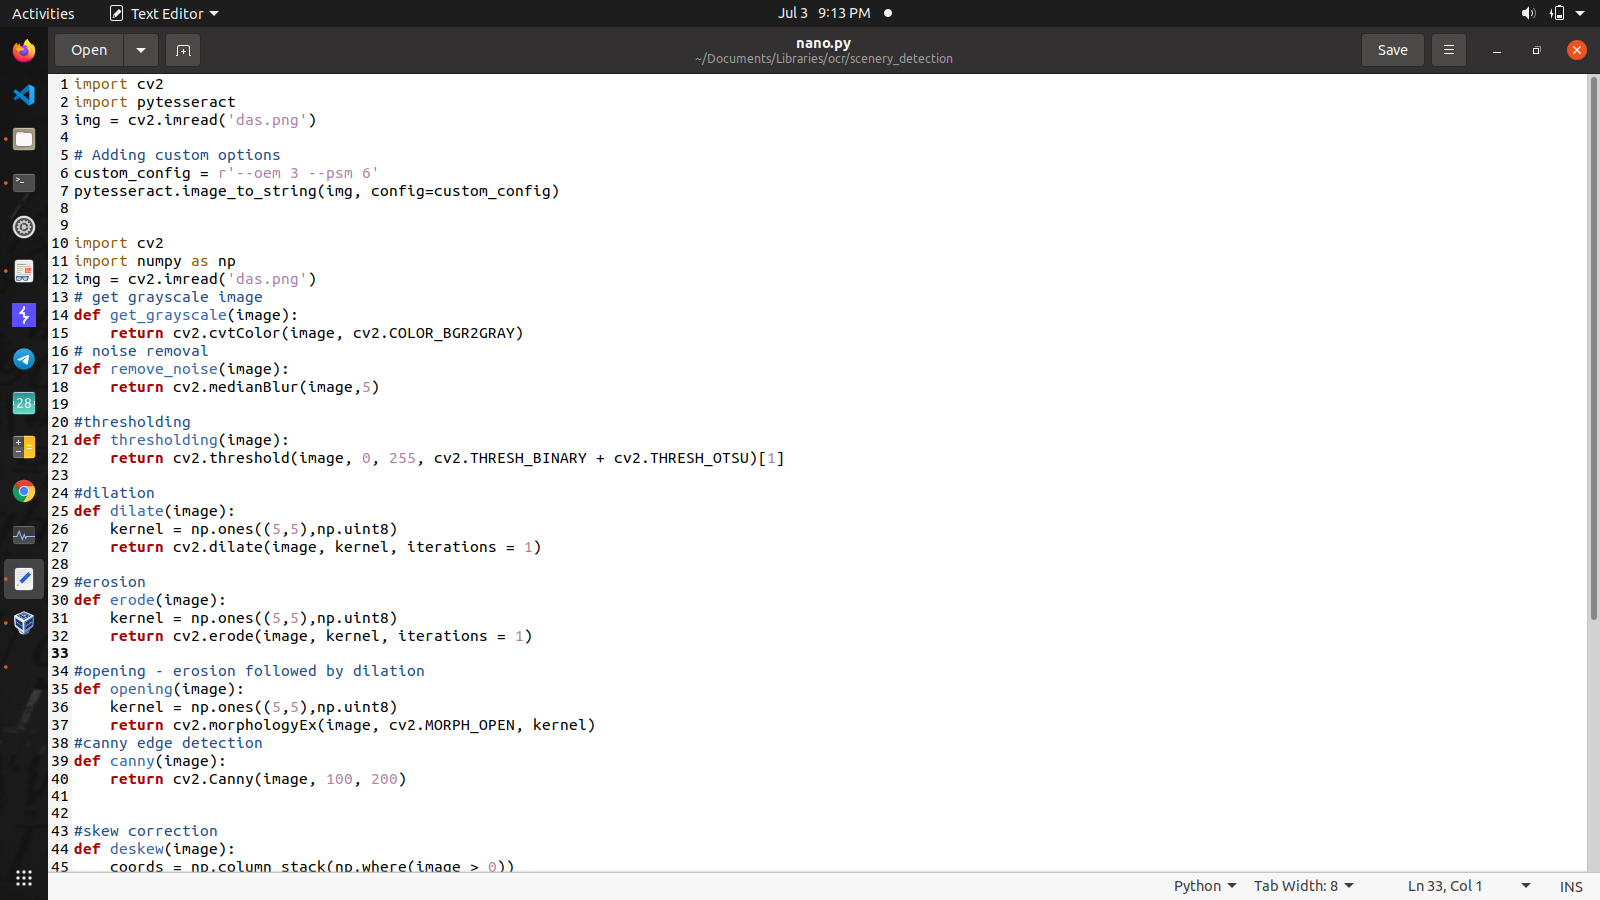 Activities Text Editor Jul 3 9:13 PM
Open nano.py Save
~/Documents/Libraries/ocr/scenery_detection
1 import cv2
2 import pytesseract
3 img = cv2.imread('das.png')
4
5 # Adding custom options
6 custom_config = r'--oem 3 --psm 6'
7 pytesseract.image_to_string(img, config=custom_config)
8
9
10 import cv2
11 import numpy as np
12 img = cv2.imread('das.png')
13 # get grayscale image
14 def get_grayscale(image):
15     return cv2.cvtColor(image, cv2.COLOR_BGR2GRAY)
16 # noise removal
17 def remove_noise(image):
18     return cv2.medianBlur(image,5)
19
20 #thresholding
21 def thresholding(image):
22     return cv2.threshold(image, 0, 255, cv2.THRESH_BINARY + cv2.THRESH_OTSU)[1]
23
24 #dilation
25 def dilate(image):
26     kernel = np.ones((5,5),np.uint8)
27     return cv2.dilate(image, kernel, iterations = 1)
28
29 #erosion
30 def erode(image):
31     kernel = np.ones((5,5),np.uint8)
32     return cv2.erode(image, kernel, iterations = 1)
33
34 #opening - erosion followed by dilation
35 def opening(image):
36     kernel = np.ones((5,5),np.uint8)
37     return cv2.morphologyEx(image, cv2.MORPH_OPEN, kernel)
38 #canny edge detection
39 def canny(image):
40     return cv2.Canny(image, 100, 200)
41
42
43 #skew correction
44 def deskew(image):
45     coords = np.column_stack(np.where(image > 0))
28
Python Tab Width: 8 Ln 33, Col 1 INS